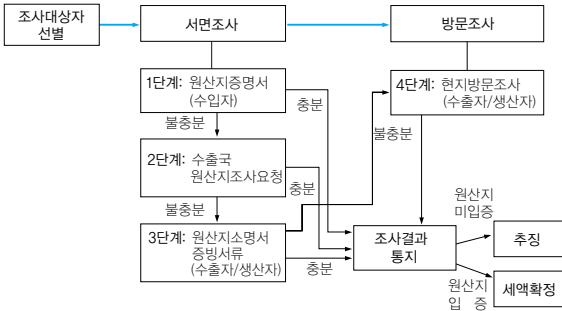 조사대상자
선별
서면조사
방문조사
1단계: 원산지증명서
(수입자)
4단계: 현지방문조사
(수출자/생산자)
충분
불충분
불충분
2단계: 수출국
원산지조사요청
충분
불충분
3단계: 원산지소명서
증빙서류
(수출자/생산자)
충분
조사결과
통지
원산지
미입증
추징
원산지
입 증
세액확정